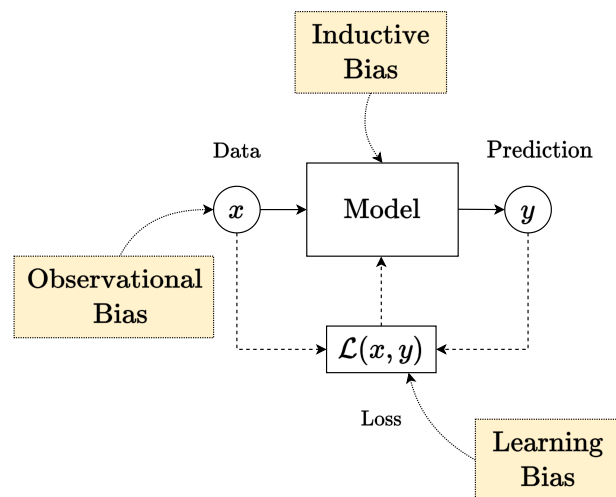 Inductive
Bias
Data
Prediction
x
Model
y
Observational
Bias
ℒ(x, y)
Loss
Learning
Bias